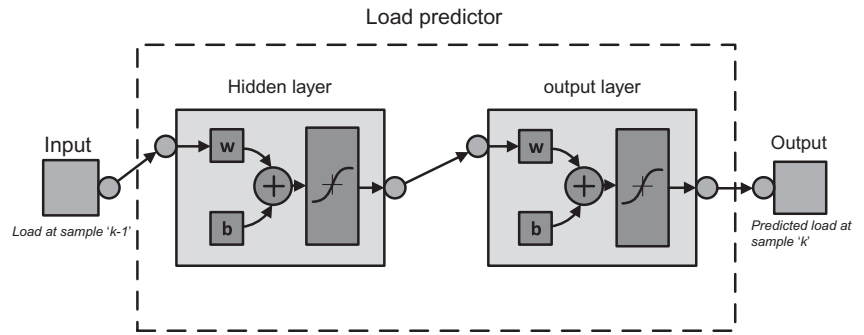 Load predictor
Hidden layer
output layer
Input
w
b
w
b
Output
Load at sample 'k-1'
Predicted load at
sample 'k'